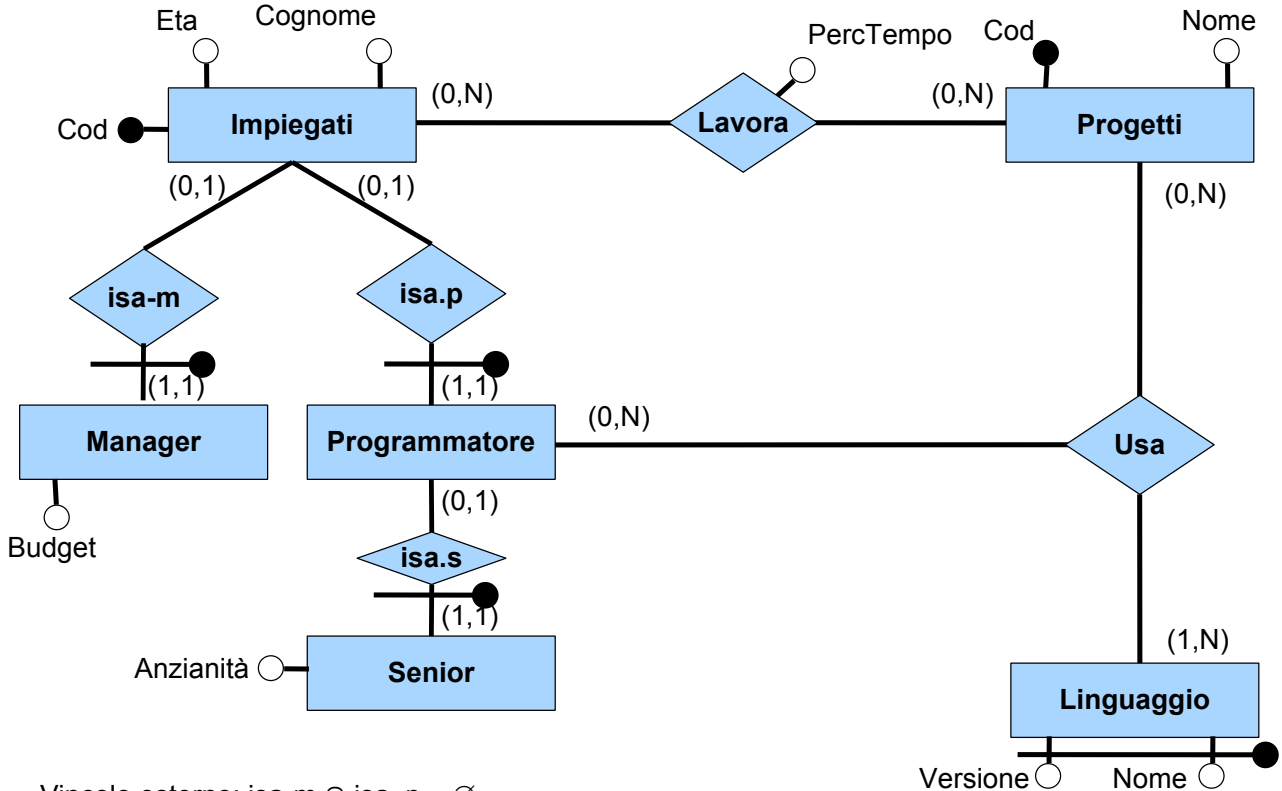 Eta
Cognome
PercTempo
Cod
Nome
Cod
Impiegati
(0,N)
Lavora
(0,N)
Progetti
(0,1)
(0,1)
(0,N)
isa-m
isa.p
(1,1)
(1,1)
Manager
Programmatore
(0,N)
Usa
Budget
(0,1)
isa.s
(1,1)
(1,N)
Anzianità
Senior
Linguaggio
Versione
Nome